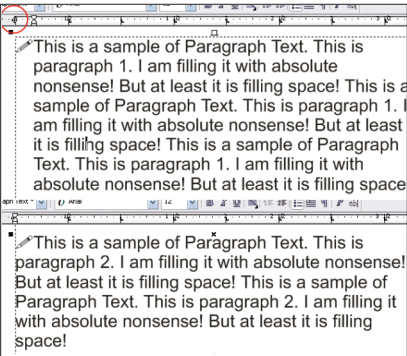 This is a sample of Paragraph Text. This is
paragraph 1. I am filling it with absolute
nonsense! But at least it is filling space! This is a
sample of Paragraph Text. This is paragraph 1. I
am filling it with absolute nonsense! But at least
it is filling space! This is a sample of Paragraph
Text. This is paragraph 1. I am filling it with
absolute nonsense! But at least it is filling space
Arial 12
This is a sample of Paragraph Text. This is
paragraph 2. I am filling it with absolute nonsense!
But at least it is filling space! This is a sample of
Paragraph Text. This is paragraph 2. I am filling it
with absolute nonsense! But at least it is filling
space!